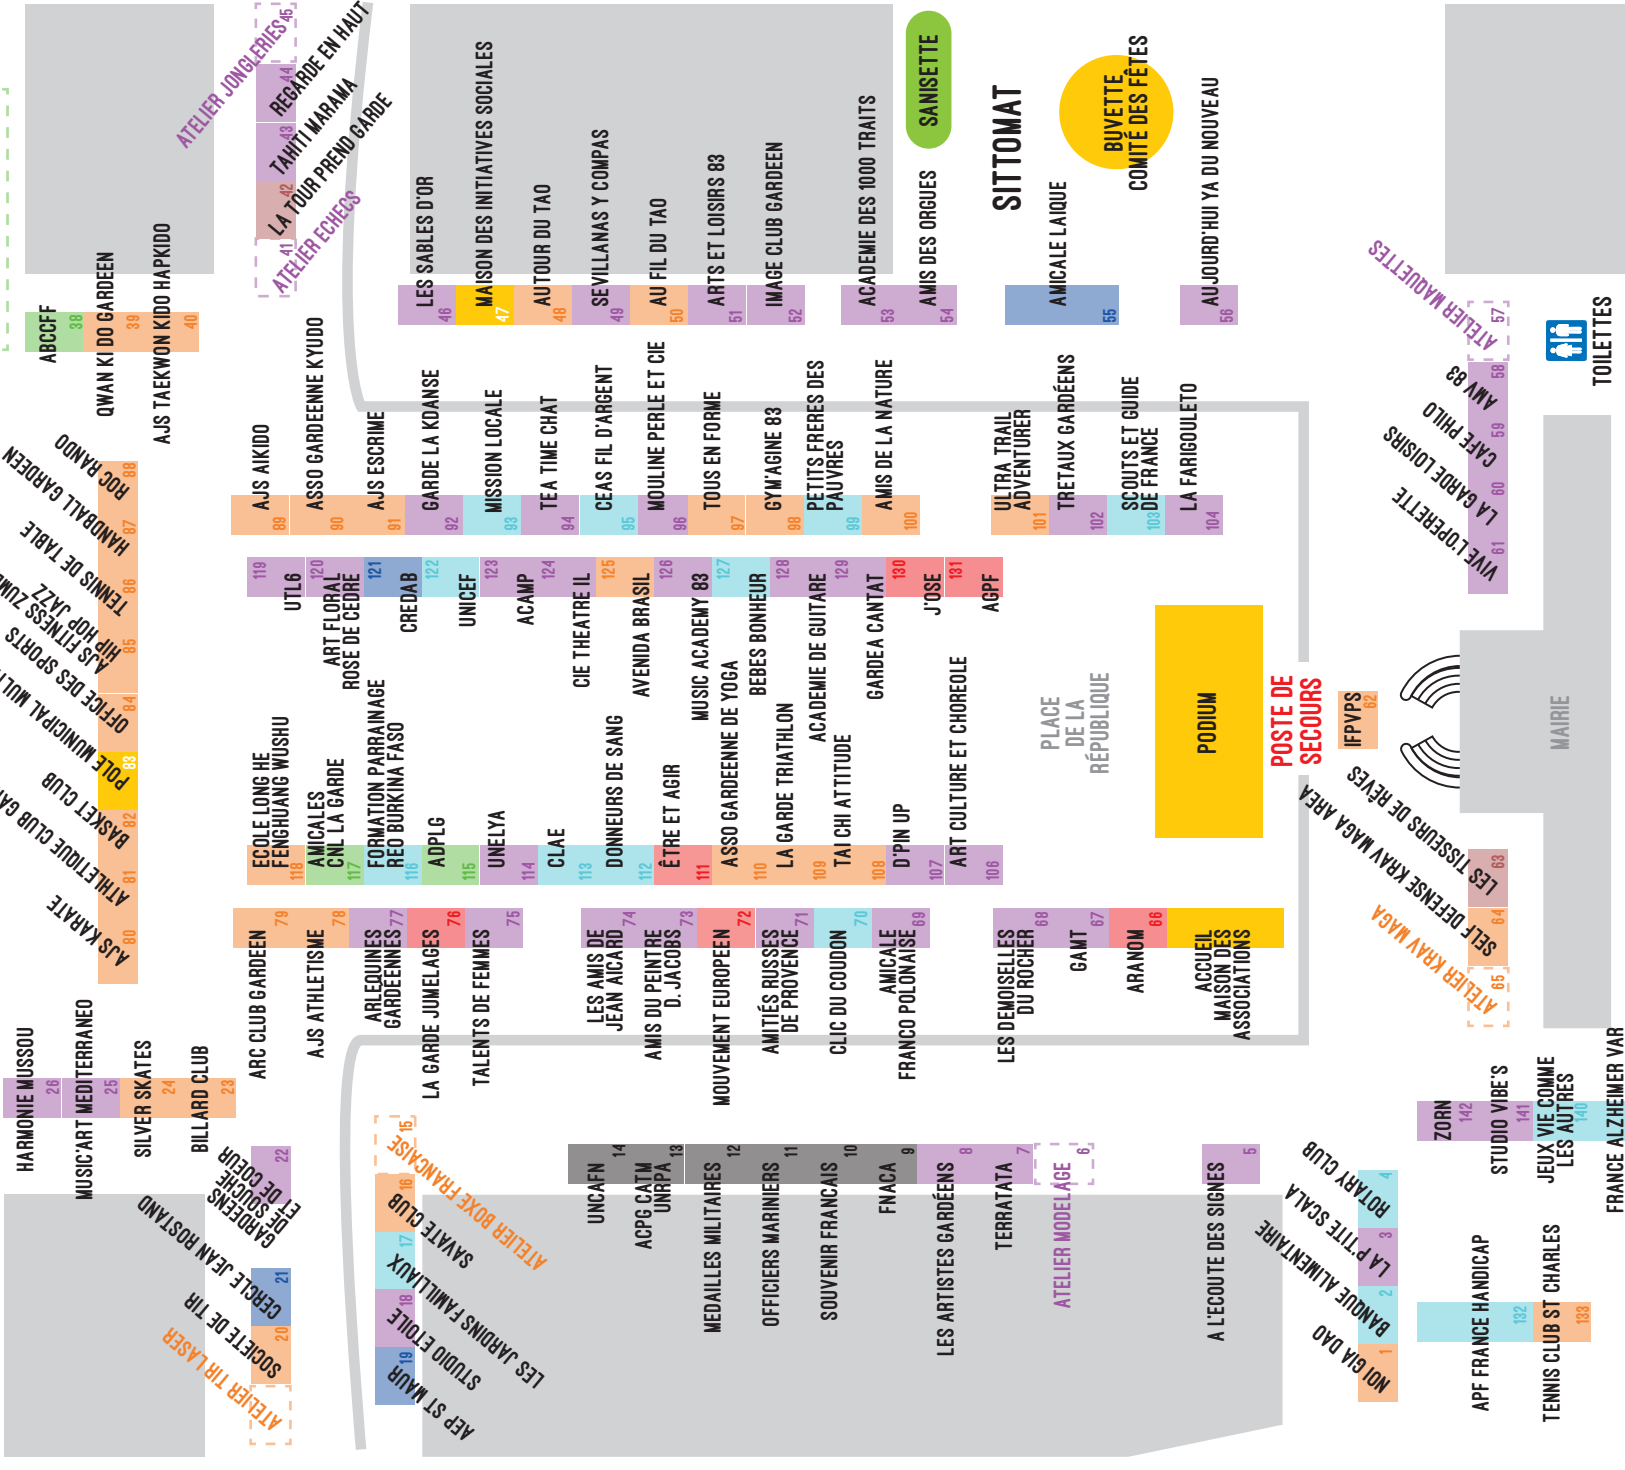 ATELIER JONGLERIES
45
44
REGARDE EN HAUT
43
TAHITI MARAMA
42
LA TOUR PREND GARDE
41
ATELIER ECHECS
ABCCFF
38
QWAN KI DO GARDEEN
39
AJS TAEKWON KIDO HAPKIDO
40
LES SABLES D'OR
46
MAISON DES INITIATIVES SOCIALES
47
AUTOUR DU TAO
48
SEVILLANAS Y COMPAS
49
AU FIL DU TAO
50
ARTS ET LOISIRS 83
51
IMAGE CLUB GARDEEN
52
ACADEMIE DES 1000 TRAITS
53
AMIS DES ORGUES
54
SANISETTE
SITTOMAT
AMICALE LAIQUE
55
BUVETTE
COMITÉ DES FÊTES
AUJOURD'HUI YA DU NOUVEAU
56
ATELIER MAQUETTES
57
AMV 83
58
CAFE PHILO
59
LA GARDE LOISIRS
60
VIVE L'OPERETTE
61
TOILETTES
ROC RANDO
88
HANDBALL GARDEEN
87
TENNIS DE TABLE
86
HIP HOP JAZZ
AJS FITNESS ZUM
85
OFFICE DES SPORTS
84
POLE MUNICIPAL MULT
83
BASKET CLUB
82
ATHLETIQUE CLUB GA
81
AJS KARATE
80
AJS AIKIDO
89
ASSO GARDEENNE KYUDO
90
AJS ESCRIME
91
GARDE LA KDANSE
92
MISSION LOCALE
93
TEA TIME CHAT
94
CEAS FIL D'ARGENT
95
MOULINE PERLE ET CIE
96
TOUS EN FORME
97
GYM'AGINE 83
98
PETITS FRERES DES
PAUVRES
99
AMIS DE LA NATURE
100
ULTRA TRAIL
ADVENTURER
101
TRETAUX GARDÉENS
102
SCOUTS ET GUIDE
DE FRANCE
103
LA FARIGOULETO
104
119
UTL6
120
ART FLORAL
ROSE DE CEDRE
121
CREDAB
122
UNICEF
123
ACAMP
124
CIE THEATRE IL
125
AVENIDA BRASIL
126
MUSIC ACADEMY 83
127
BEBES BONHEUR
128
ACADEMIE DE GUITARE
129
GARDEA CANTAT
130
J'OSE
131
AGPF
ECOLE LONG HE
FENGHUANG WUSHU
118
AMICALES
CNL LA GARDE
117
FORMATION PARRAINAGE
REO BURKINA FASO
116
ADPLG
115
UNELYA
114
CLAE
113
DONNEURS DE SANG
112
ÊTRE ET AGIR
111
ASSO GARDEENNE DE YOGA
110
LA GARDE TRIATHLON
109
TAI CHI ATTITUDE
108
D'PIN UP
107
ART CULTURE ET CHOREOLE
106
PLACE
DE LA
RÉPUBLIQUE
PODIUM
POSTE DE
SECOURS
IFPVPS
62
MAIRIE
LES TISSEURS DE RÊVES
63
SELF DEFENSE KRAV MAGA AREA
64
ATELIER KRAV MAGA
65
ARC CLUB GARDEEN
79
AJS ATHLETISME
78
ARLEQUINES
GARDEENNES
77
LA GARDE JUMELAGES
76
TALENTS DE FEMMES
75
LES AMIS DE
JEAN AICARD
74
AMIS DU PEINTRE
D. JACOBS
73
MOUVEMENT EUROPEEN
72
AMITIÉS RUSSES
DE PROVENCE
71
CLIC DU COUDON
70
AMICALE
FRANCO POLONAISE
69
LES DEMOISELLES
DU ROCHER
68
GAMT
67
ARANOM
66
ACCUEIL
MAISON DES
ASSOCIATIONS
HARMONIE MUSSOU
26
MUSIC'ART MEDITERRANEO
25
SILVER SKATES
24
BILLARD CLUB
23
GARDEENS
DE SOUCHE
ET DE COEUR
22
CERCLE JEAN ROSTAND
21
SOCIETE DE TIR
20
ATELIER TIR LASER
ATELIER BOXE FRANCAISE
15
SAVATE CLUB
16
LES JARDINS FAMILLIAUX
17
STUDIO ETOILE
18
AEP ST MAUR
19
UNCAFN
14
ACPG CATM
UNRPA
13
MEDAILLES MILITAIRES
12
OFFICIERS MARINIERS
11
SOUVENIR FRANCAIS
10
FNACA
9
LES ARTISTES GARDÉENS
8
TERRATATA
7
ATELIER MODELAGE
6
A L'ECOUTE DES SIGNES
5
ROTARY CLUB
4
LA P'TITE SCALA
3
BANQUE ALIMENTAIRE
2
NOI GIA DAO
1
ZORN
142
STUDIO VIBE'S
141
JEUX VIE COMME
LES AUTRES
140
FRANCE ALZHEIMER VAR
APF FRANCE HANDICAP
132
TENNIS CLUB ST CHARLES
133